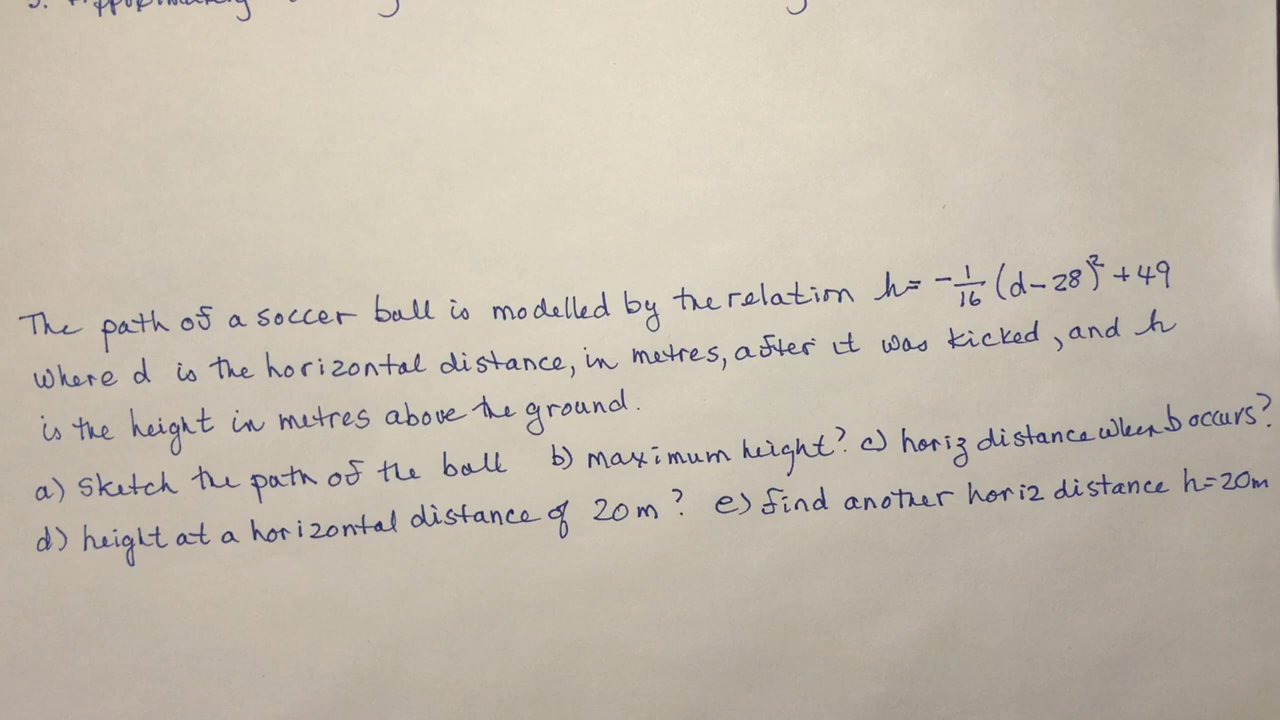 The path of a soccer ball is modelled by the relation h= -1/16 (d-28)² +49
where d is the horizontal distance, in metres, after it was kicked, and h
is the height in metres above the ground.
a) Sketch the path of the ball b) maximum height? c) horiz distance when b occurs?
d) height at a horizontal distance of 20m? e) find another horiz distance h=20m